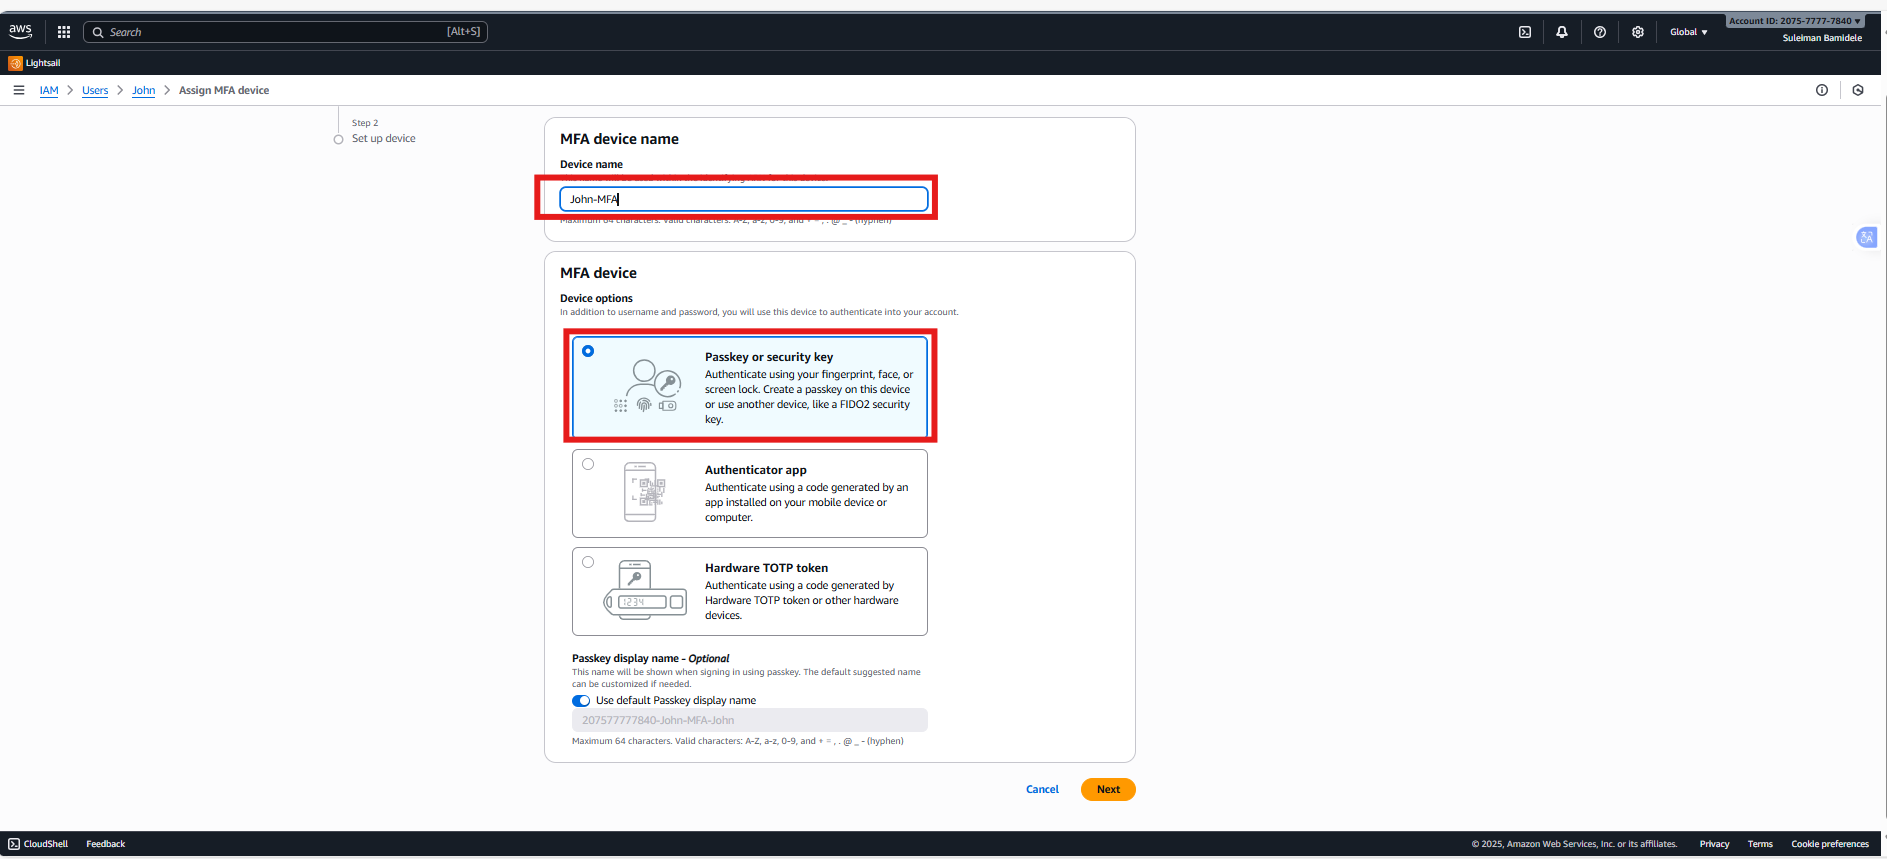 aws
Search
[Alt+S]
Global
Account ID: 2075-7777-7840
Suleiman Bamidele
Lightsail
IAM > Users > John > Assign MFA device
Step 2
Set up device
MFA device name
Device name
John-MFA
Maximum 64 characters. Valid characters: A-Z, a-z, 0-9, and + = , . @ _ - (hyphen)
MFA device
Device options
In addition to username and password, you will use this device to authenticate into your account.
Passkey or security key
Authenticate using your fingerprint, face, or
screen lock. Create a passkey on this device
or use another device, like a FIDO2 security
key.
Authenticator app
Authenticate using a code generated by an
app installed on your mobile device or
computer.
1234
Hardware TOTP token
Authenticate using a code generated by
Hardware TOTP token or other hardware
devices.
Passkey display name - Optional
This name will be shown when signing in using passkey. The default suggested name
can be customized if needed.
Use default Passkey display name
207577777840-John-MFA-John
Maximum 64 characters. Valid characters: A-Z, a-z, 0-9, and + = , . @ _ - (hyphen)
Cancel
Next
CloudShell
Feedback
© 2025, Amazon Web Services, Inc. or its affiliates.
Privacy
Terms
Cookie preferences